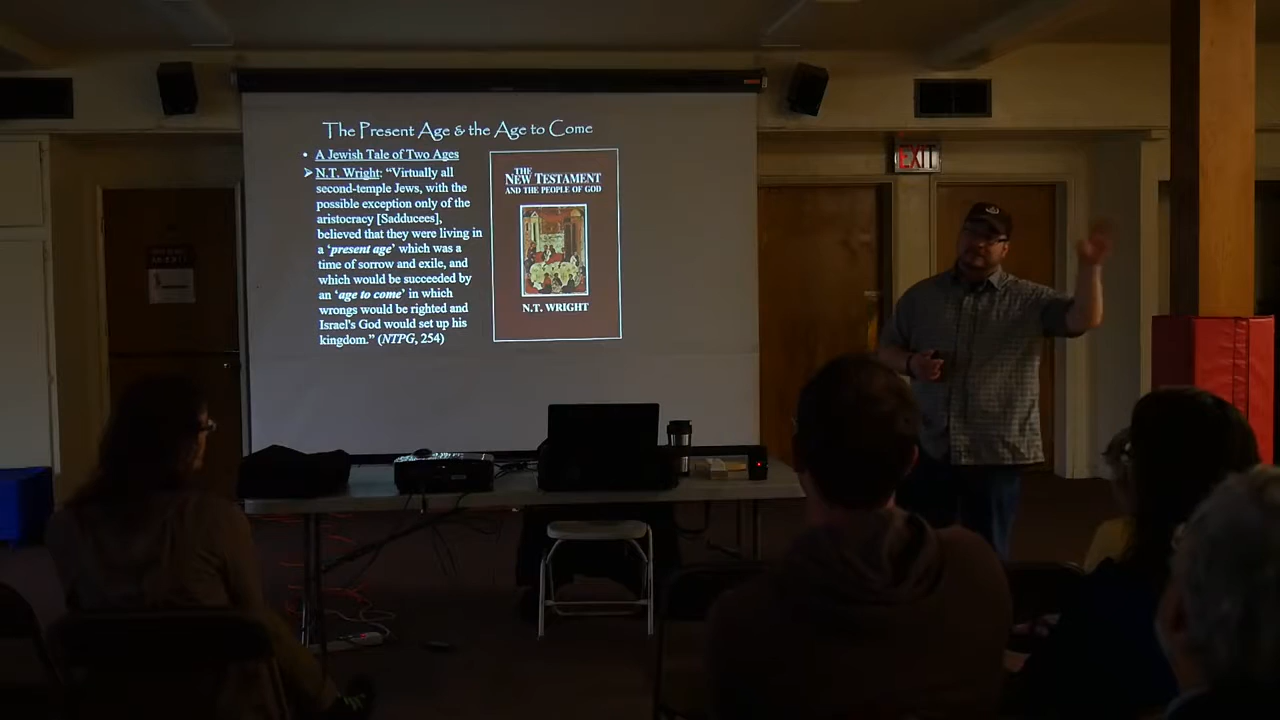 The Present Age & the Age to Come
• A Jewish Tale of Two Ages
➤ N.T. Wright: “Virtually all
second-temple Jews, with the
possible exception only of the
aristocracy [Sadducees],
believed that they were living in
a ‘present age’ which was a
time of sorrow and exile, and
which would be succeeded by
an ‘age to come’ in which
wrongs would be righted and
Israel's God would set up his
kingdom.” (NTPG, 254)
THE
NEW TESTAMENT
AND THE PEOPLE OF GOD
N.T. WRIGHT
EXIT